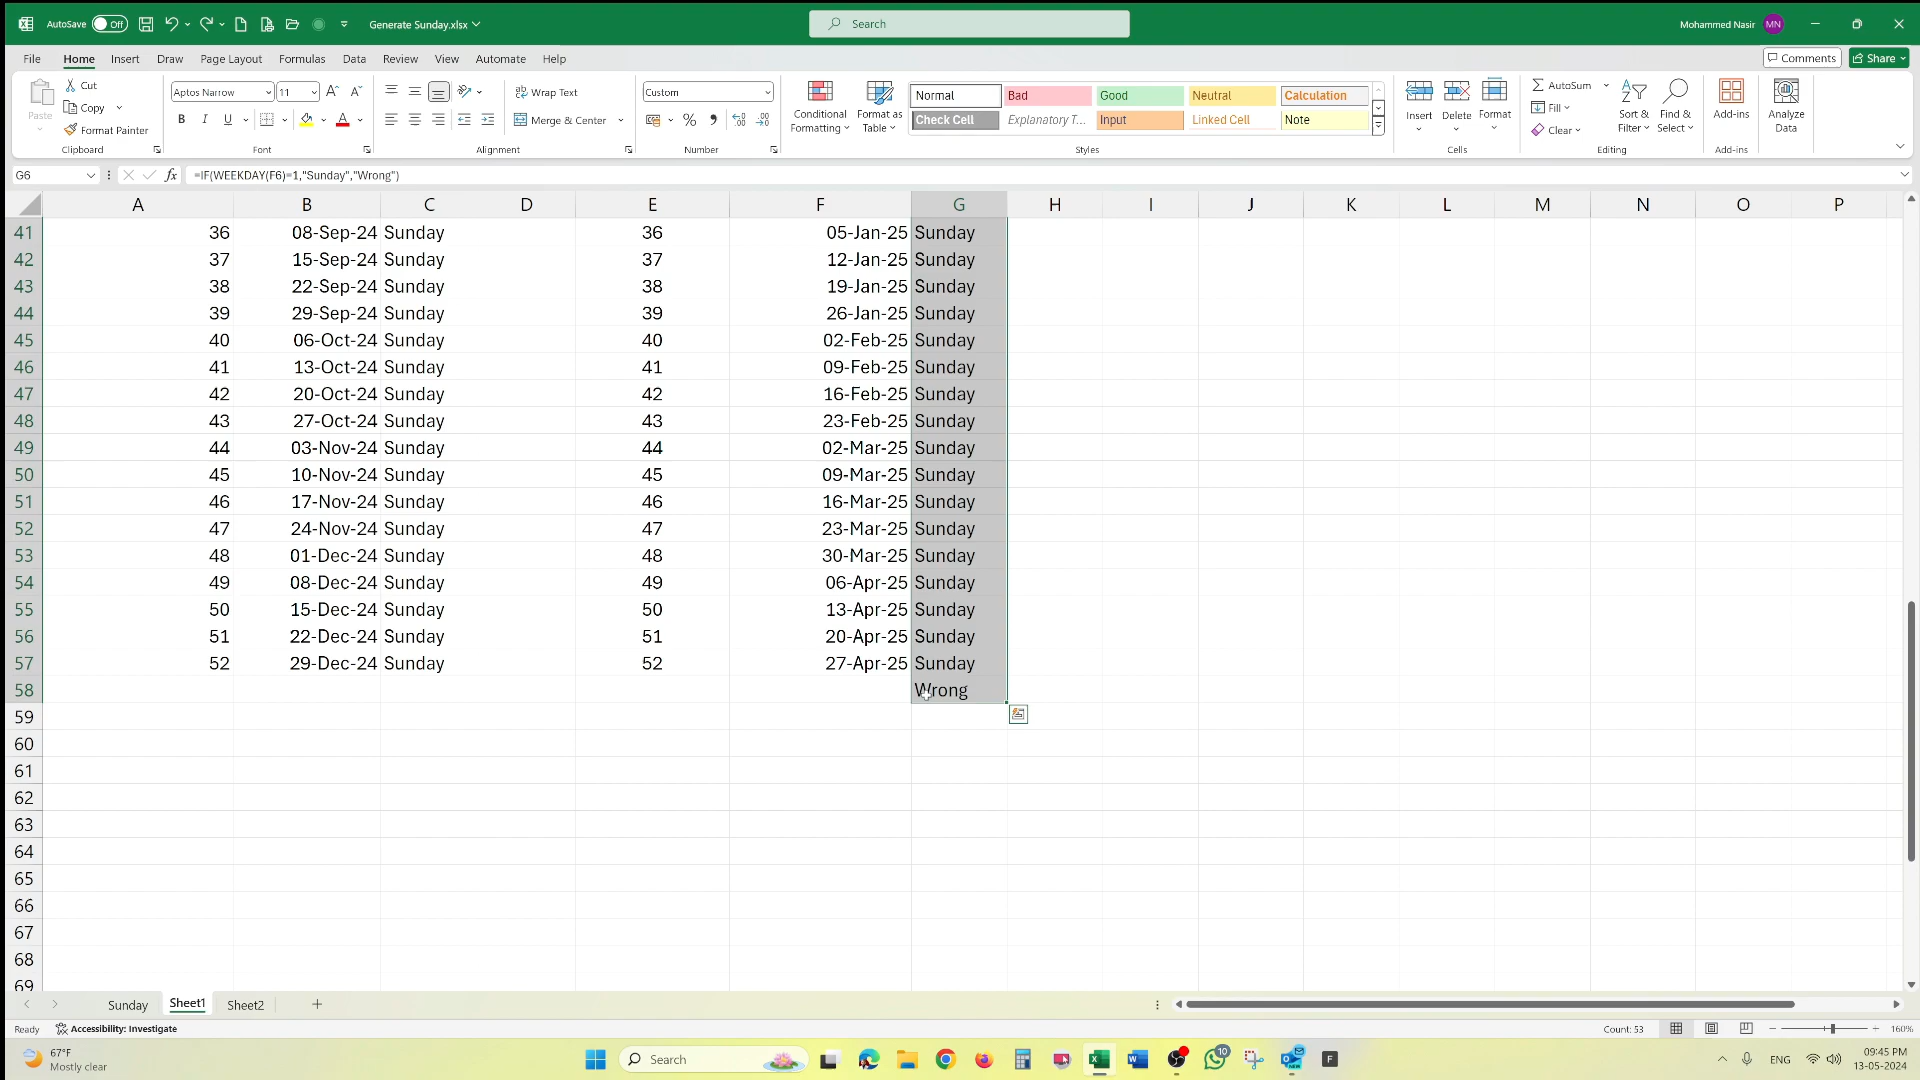 AutoSave Off Generate Sunday.xlsx Search Mohammed Nasir MN
File Home Insert Draw Page Layout Formulas Data Review View Automate Help Comments Share
Paste Cut Copy Format Painter Clipboard
Aptos Narrow 11 B I U Font
Wrap Text Merge & Center Alignment
Custom % Number
Conditional Formatting Format as Table
Normal Bad Good Neutral Calculation
Check Cell Explanatory T... Input Linked Cell Note
Styles
Insert Delete Format Cells
AutoSum Fill Clear Sort & Filter Find & Select Editing
Add-ins Add-ins
Analyze Data
G6 fx =IF(WEEKDAY(F6)=1,"Sunday","Wrong")
A B C D E F G H I J K L M N O P
41 36 08-Sep-24 Sunday 36 05-Jan-25 Sunday
42 37 15-Sep-24 Sunday 37 12-Jan-25 Sunday
43 38 22-Sep-24 Sunday 38 19-Jan-25 Sunday
44 39 29-Sep-24 Sunday 39 26-Jan-25 Sunday
45 40 06-Oct-24 Sunday 40 02-Feb-25 Sunday
46 41 13-Oct-24 Sunday 41 09-Feb-25 Sunday
47 42 20-Oct-24 Sunday 42 16-Feb-25 Sunday
48 43 27-Oct-24 Sunday 43 23-Feb-25 Sunday
49 44 03-Nov-24 Sunday 44 02-Mar-25 Sunday
50 45 10-Nov-24 Sunday 45 09-Mar-25 Sunday
51 46 17-Nov-24 Sunday 46 16-Mar-25 Sunday
52 47 24-Nov-24 Sunday 47 23-Mar-25 Sunday
53 48 01-Dec-24 Sunday 48 30-Mar-25 Sunday
54 49 08-Dec-24 Sunday 49 06-Apr-25 Sunday
55 50 15-Dec-24 Sunday 50 13-Apr-25 Sunday
56 51 22-Dec-24 Sunday 51 20-Apr-25 Sunday
57 52 29-Dec-24 Sunday 52 27-Apr-25 Sunday
58 Wrong
59
60
61
62
63
64
65
66
67
68
69
Sunday Sheet1 Sheet2
Ready Accessibility: Investigate Count: 53 160%
67°F
Mostly clear
Search 10 NEW F ENG
09:45 PM
13-05-2024